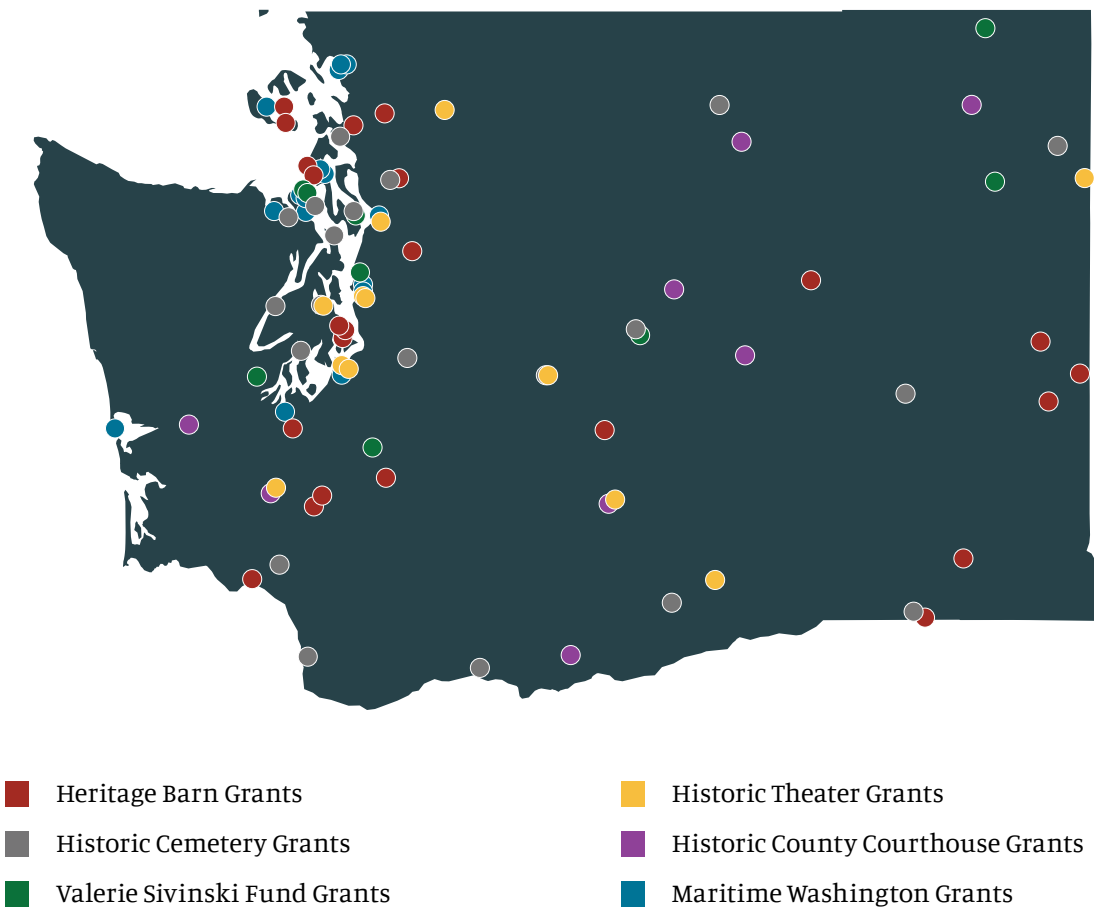 Heritage Barn Grants
Historic Cemetery Grants
Valerie Sivinski Fund Grants
Historic Theater Grants
Historic County Courthouse Grants
Maritime Washington Grants